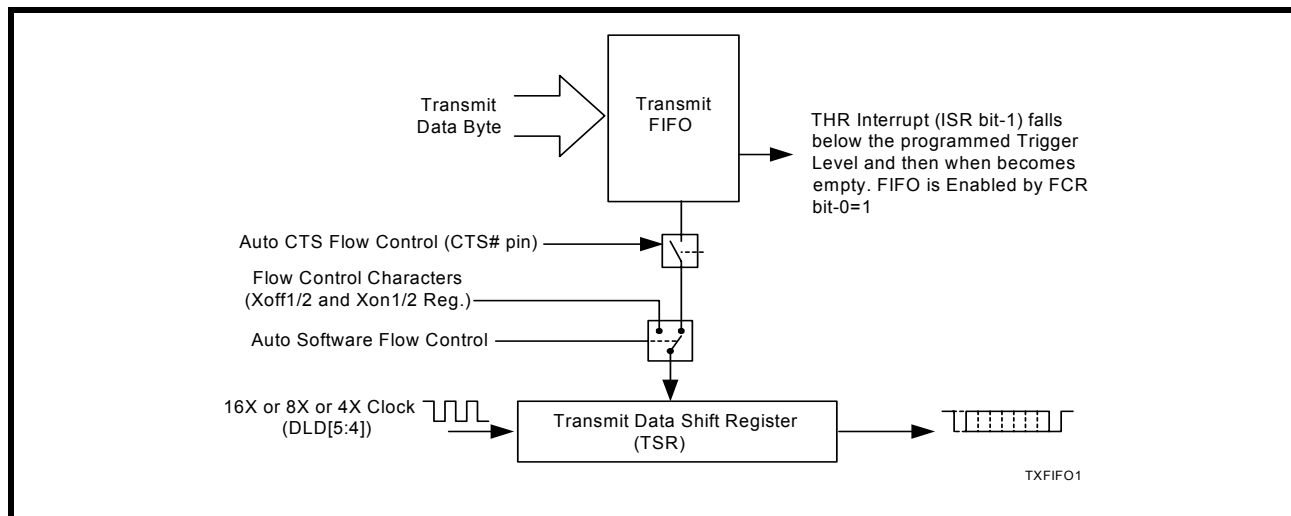 Transmit
Data Byte
Transmit
FIFO
THR Interrupt (ISR bit-1) falls
below the programmed Trigger
Level and then when becomes
empty. FIFO is Enabled by FCR
bit-0=1
Auto CTS Flow Control (CTS# pin)
Flow Control Characters
(Xoff1/2 and Xon1/2 Reg.)
Auto Software Flow Control
16X or 8X or 4X Clock
(DLD[5:4])
Transmit Data Shift Register
(TSR)
TXFIFO1